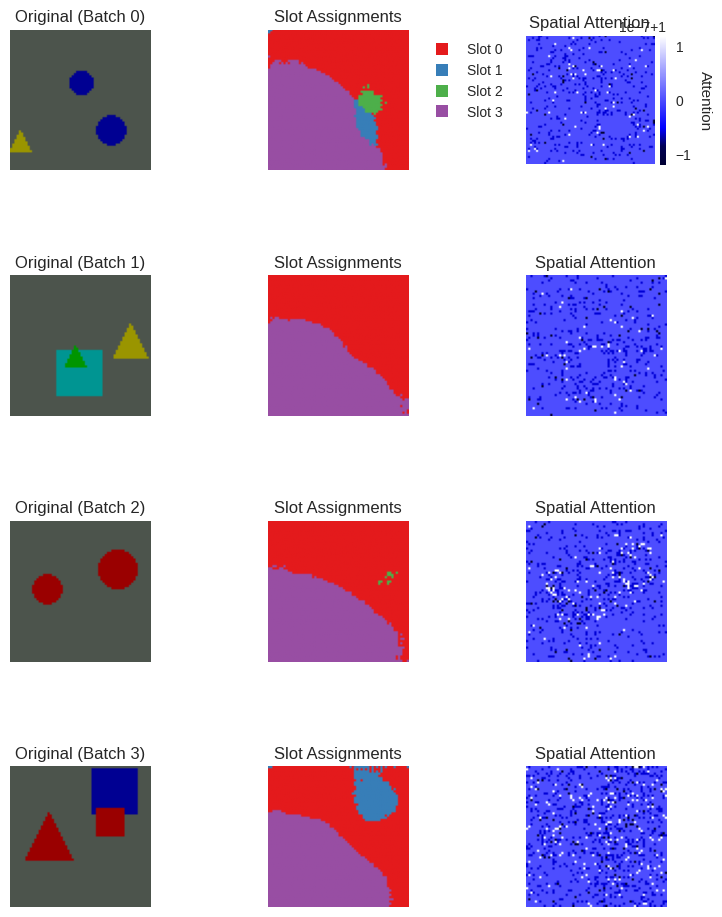 Original (Batch 0)
Slot Assignments
Slot 0
Slot 1
Slot 2
Slot 3
Spatial Attention
1e−7+1
1
0
−1
Attention
Original (Batch 1)
Slot Assignments
Spatial Attention
Original (Batch 2)
Slot Assignments
Spatial Attention
Original (Batch 3)
Slot Assignments
Spatial Attention